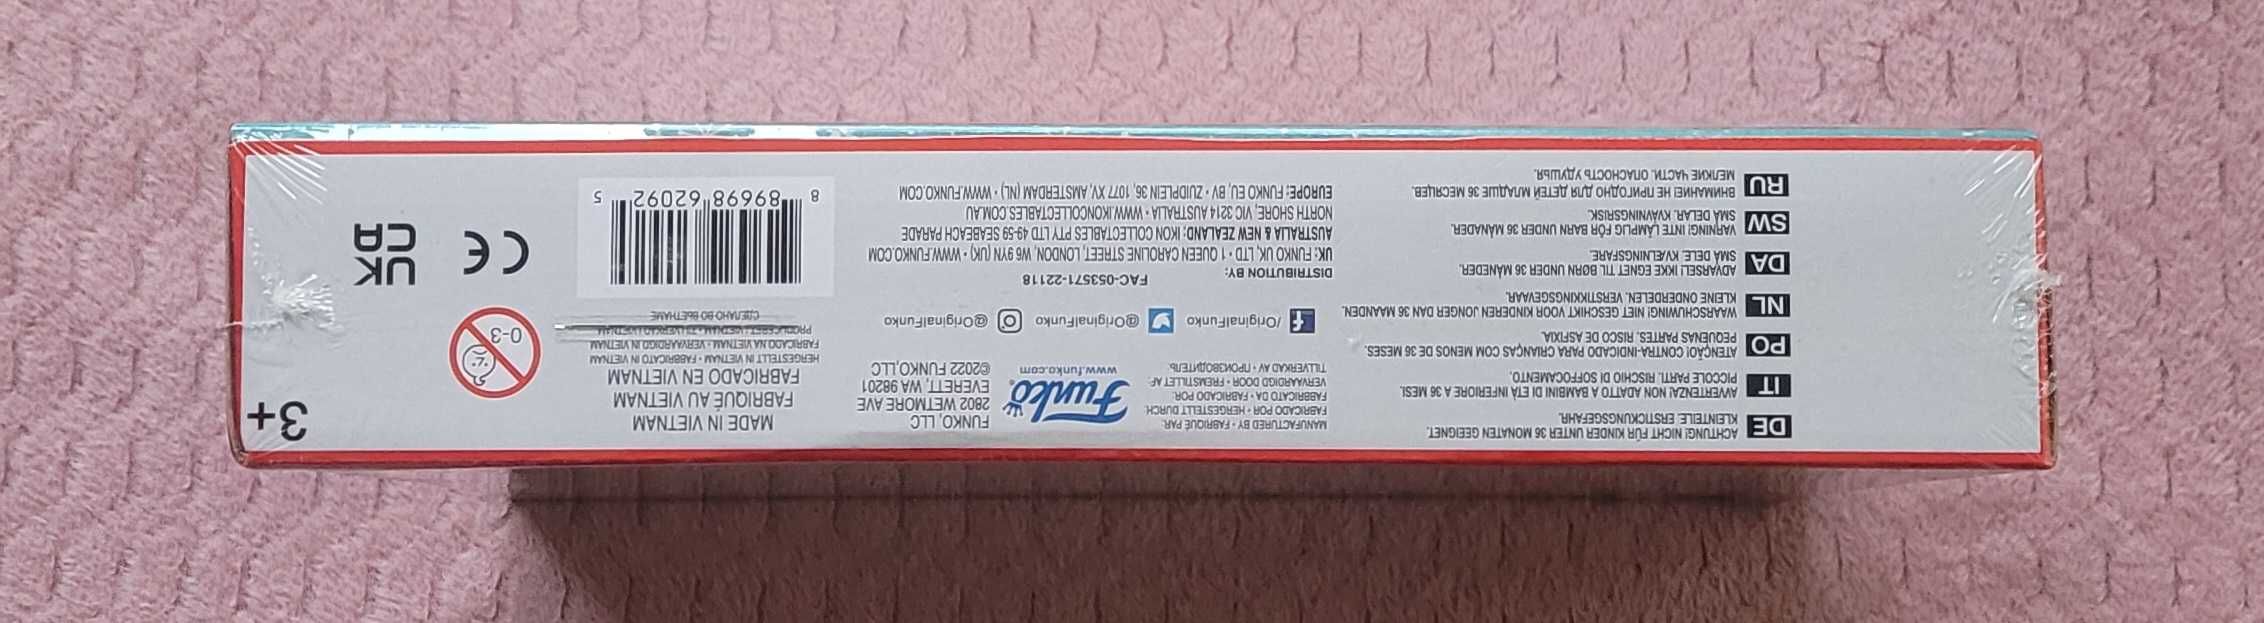 DE
ACHTUNG! NICHT FÜR KINDER UNTER 36 MONATEN GEEIGNET.
KLEINTEILE. ERSTICKUNGSGEFAHR.
IT
AVVERTENZA! NON ADATTO A BAMBINI DI ETÀ INFERIORE A 36 MESI.
PICCOLE PARTI. RISCHIO DI SOFFOCAMENTO.
PO
ATENÇÃO! CONTRA-INDICADO PARA CRIANÇAS COM MENOS DE 36 DE MESES.
PEQUENAS PARTES. RISCO DE ASFIXIA.
NL
WAARSCHUWING! NIET GESCHIKT VOOR KINDEREN JONGER DAN 36 MAANDEN.
KLEINE ONDERDELEN. VERSTIKKINGSGEVAAR.
DA
ADVARSEL! IKKE EGNET TIL BØRN UNDER 36 MÅNEDER.
SMÅ DELE. KVÆLNINGSFARE.
SW
VARNING! INTE LÄMPLIG FÖR BARN UNDER 36 MÅNADER.
SMÅ DELAR. KVÄVNINGSRISK.
RU
ВНИМАНИЕ! НЕ ПРИГОДНО ДЛЯ ДЕТЕЙ МЛАДШЕ 36 МЕСЯЦЕВ.
МЕЛКИЕ ЧАСТИ. ОПАСНОСТЬ УДУШЬЯ.
MANUFACTURED BY • FABRIQUÉ PAR:
FABRICADO POR • HERGESTELLT DURCH:
FABRICATO DA • FABRICADO POR:
VERVAARDIGD DOOR • FREMSTILLET AF:
TILLVERKAD AV • ПРОИЗВОДИТЕЛЬ:
Funko®
www.funko.com
FUNKO, LLC
2802 WETMORE AVE
EVERETT, WA 98201
©2022 FUNKO, LLC
/OriginalFunko
@OriginalFunko
@OriginalFunko
DISTRIBUTION BY:
FAC-053571-22118
UK: FUNKO UK, LTD • 1 QUEEN CAROLINE STREET, LONDON, W6 9YN (UK) • WWW.FUNKO.COM
AUSTRALIA & NEW ZEALAND: IKON COLLECTABLES PTY LTD 49-59 SEABEACH PARADE
NORTH SHORE, VIC 3214 AUSTRALIA • WWW.IKONCOLLECTABLES.COM.AU
EUROPE: FUNKO EU, BV • ZUIDPLEIN 36, 1077 XV, AMSTERDAM (NL) • WWW.FUNKO.COM
MADE IN VIETNAM
FABRIQUÉ AU VIETNAM
FABRICADO EN VIETNAM
HERGESTELLT IN VIETNAM • FABBRICATO IN VIETNAM
FABRICADO NA VIETNAM • VERVAARDIGD IN VIETNAM
PRODUCERET I VIETNAM • TILLVERKAD I VIETNAM
СДЕЛАНО ВО ВЬЕТНАМЕ
8 89698 62092 5
3+
0-3
CE
UK
CA